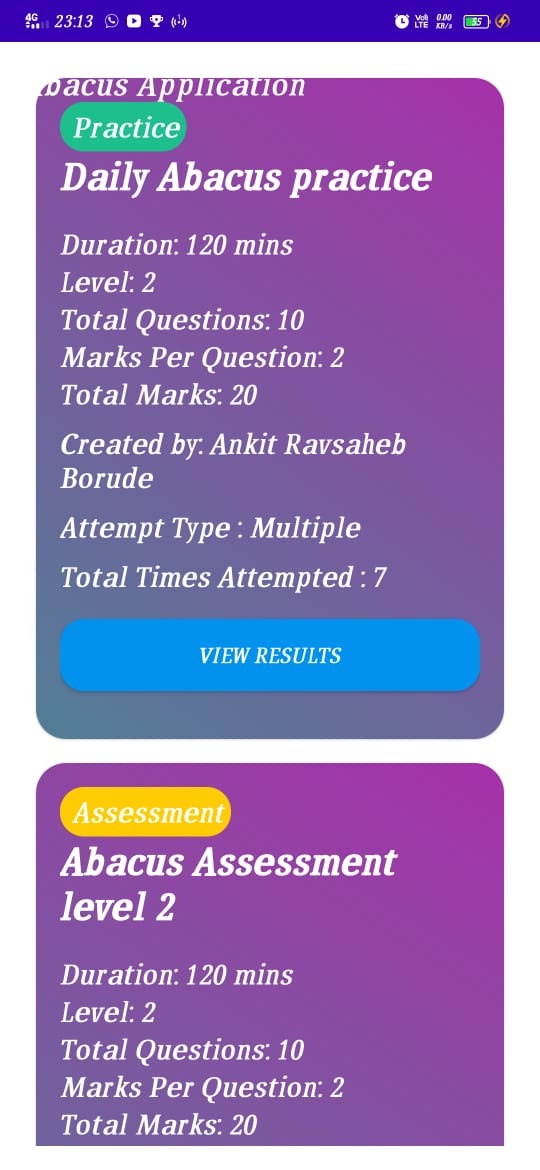 4G 23:13 VoN LTE 0.00 KB/s 55
bacus Application
Practice
Daily Abacus practice
Duration: 120 mins
Level: 2
Total Questions: 10
Marks Per Question: 2
Total Marks: 20
Created by: Ankit Ravsaheb
Borude
Attempt Type : Multiple
Total Times Attempted : 7
VIEW RESULTS
Assessment
Abacus Assessment
level 2
Duration: 120 mins
Level: 2
Total Questions: 10
Marks Per Question: 2
Total Marks: 20